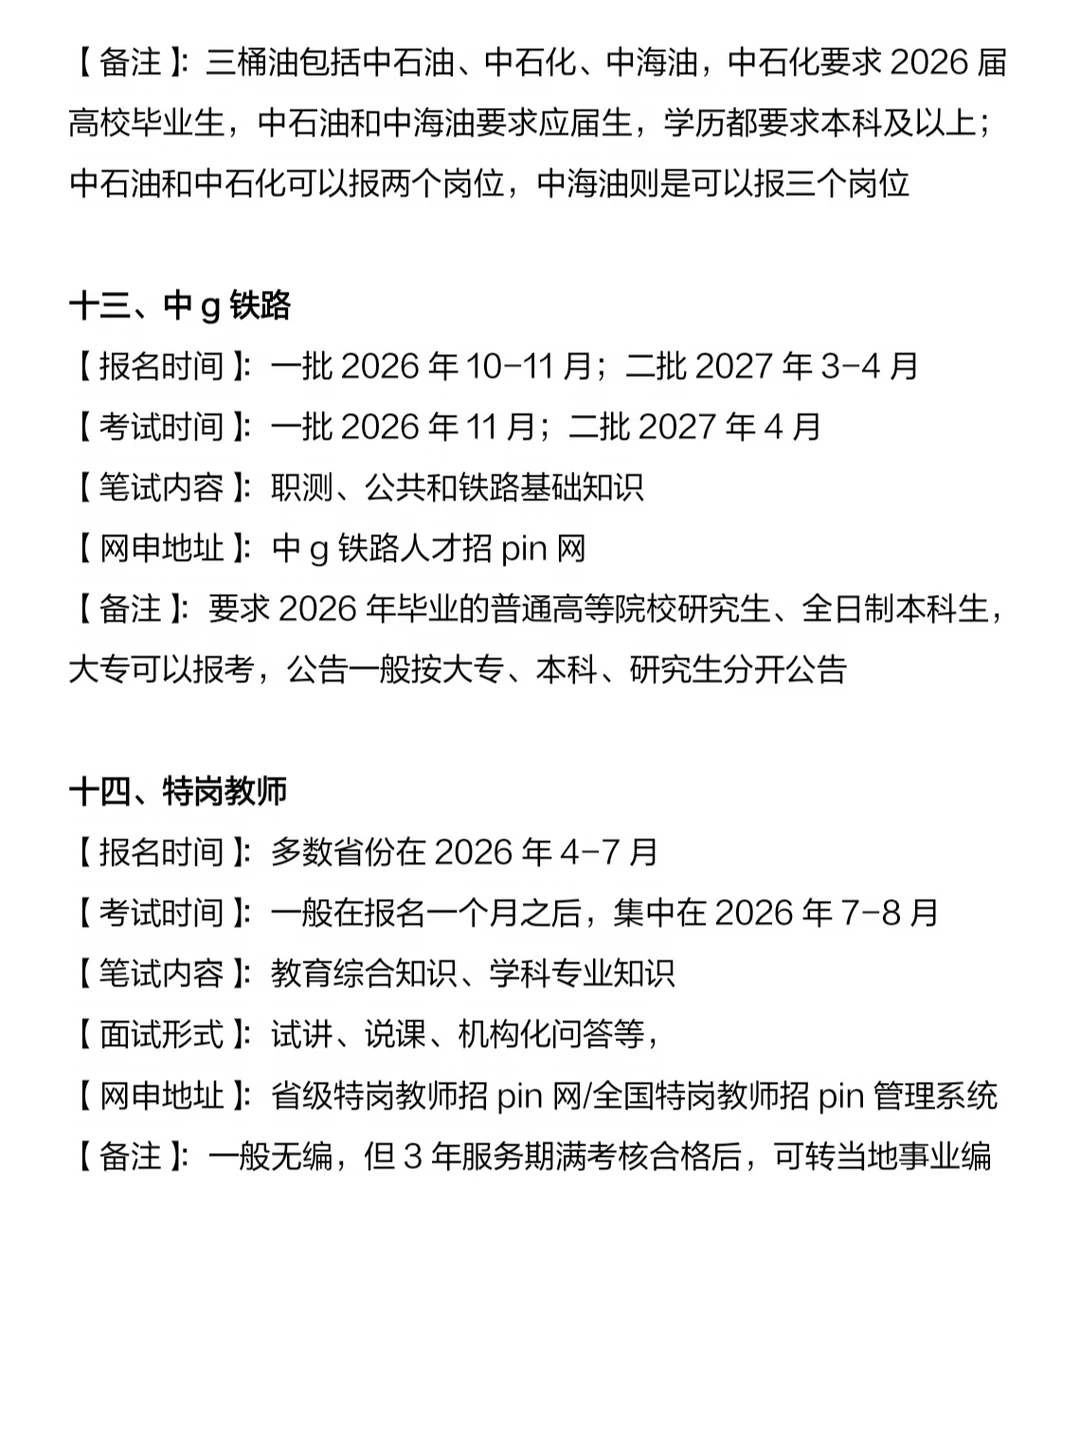 【备注】：三桶油包括中石油、中石化、中海油，中石化要求 2026 届
高校毕业生，中石油和中海油要求应届生，学历都要求本科及以上；
中石油和中石化可以报两个岗位，中海油则是可以报三个岗位
十三、中 g 铁路
【报名时间】：一批 2026 年 10-11 月；二批 2027 年 3-4 月
【考试时间】：一批 2026 年 11 月；二批 2027 年 4 月
【笔试内容】：职测、公共和铁路基础知识
【网申地址】：中 g 铁路人才招 pin 网
【备注】：要求 2026 年毕业的普通高等院校研究生、全日制本科生，
大专可以报考，公告一般按大专、本科、研究生分开公告
十四、特岗教师
【报名时间】：多数省份在 2026 年 4-7 月
【考试时间】：一般在报名一个月之后，集中在 2026 年 7-8 月
【笔试内容】：教育综合知识、学科专业知识
【面试形式】：试讲、说课、机构化问答等，
【网申地址】：省级特岗教师招 pin 网/全国特岗教师招 pin 管理系统
【备注】：一般无编，但 3 年服务期满考核合格后，可转当地事业编